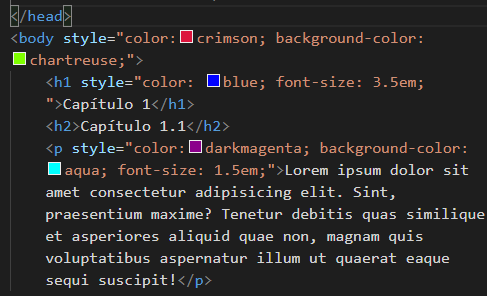 </head>
<body style="color:crimson; background-color:
chartreuse;">
<h1 style="color: blue; font-size: 3.5em;
">Capítulo 1</h1>
<h2>Capítulo 1.1</h2>
<p style="color:darkmagenta; background-color:
aqua; font-size: 1.5em;">Lorem ipsum dolor sit
amet consectetur adipisicing elit. Sint,
praesentium maxime? Tenetur debitis quas similique
et asperiores aliquid quae non, magnam quis
voluptatibus aspernatur illum ut quaerat eaque
sequi suscipit!</p>